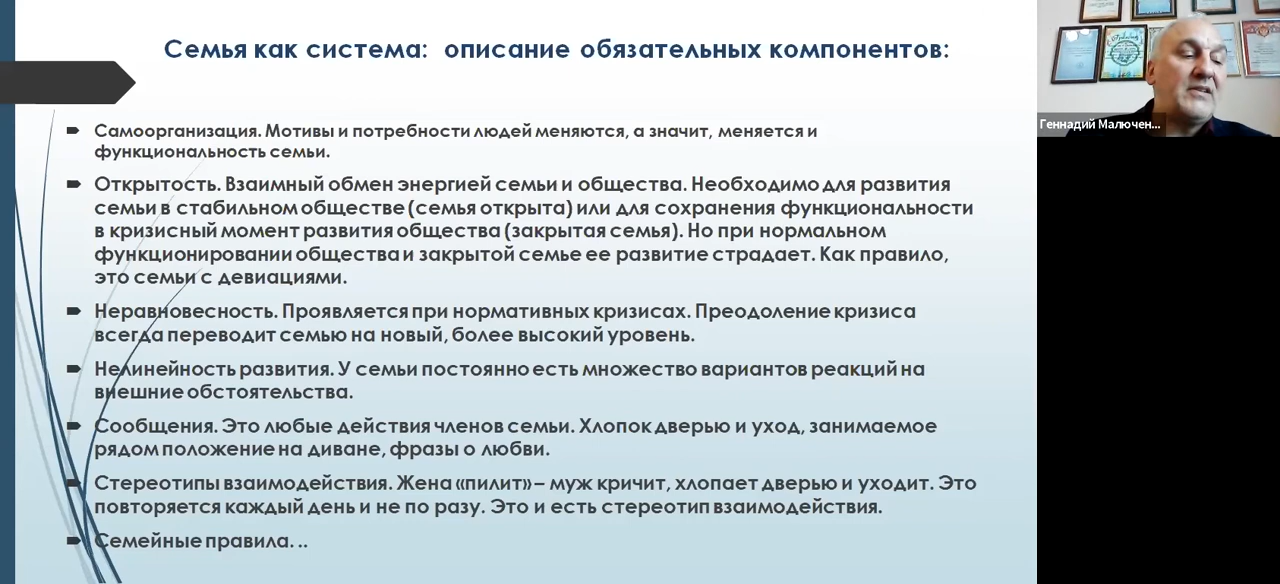 Семья как система: описание обязательных компонентов:
Самоорганизация. Мотивы и потребности людей меняются, а значит, меняется и
функциональность семьи.
Открытость. Взаимный обмен энергией семьи и общества. Необходимо для развития
семьи в стабильном обществе (семья открыта) или для сохранения функциональности
в кризисный момент развития общества (закрытая семья). Но при нормальном
функционировании общества и закрытой семье ее развитие страдает. Как правило,
это семьи с девиациями.
Неравновесность. Проявляется при нормативных кризисах. Преодоление кризиса
всегда переводит семью на новый, более высокий уровень.
Нелинейность развития. У семьи постоянно есть множество вариантов реакций на
внешние обстоятельства.
Сообщения. Это любые действия членов семьи. Хлопок дверью и уход, занимаемое
рядом положение на диване, фразы о любви.
Стереотипы взаимодействия. Жена «пилит» – муж кричит, хлопает дверью и уходит. Это
повторяется каждый день и не по разу. Это и есть стереотип взаимодействия.
Семейные правила. ..
Геннадий Малючен...